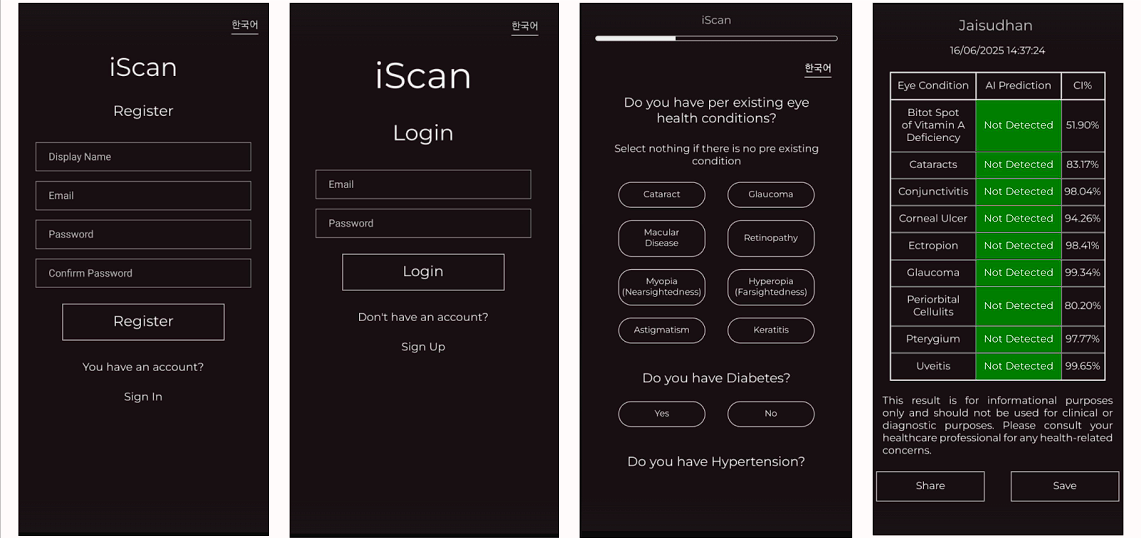 한국어
iScan
Register
Display Name
Email
Password
Confirm Password
Register
You have an account?
Sign In
한국어
iScan
Login
Email
Password
Login
Don't have an account?
Sign Up
iScan
한국어
Do you have per existing eye
health conditions?
Select nothing if there is no pre existing
condition
Cataract
Glaucoma
Macular
Disease
Retinopathy
Myopia
(Nearsightedness)
Hyperopia
(Farsightedness)
Astigmatism
Keratitis
Do you have Diabetes?
Yes
No
Do you have Hypertension?
Jaisudhan
16/06/2025 14:37:24
Eye Condition AI Prediction CI%
Bitot Spot
of Vitamin A
Deficiency
Not Detected 51.90%
Cataracts Not Detected 83.17%
Conjunctivitis Not Detected 98.04%
Corneal Ulcer Not Detected 94.26%
Ectropion Not Detected 98.41%
Glaucoma Not Detected 99.34%
Periorbital
Cellulits
Not Detected 80.20%
Pterygium Not Detected 97.77%
Uveitis Not Detected 99.65%
This result is for informational purposes
only and should not be used for clinical or
diagnostic purposes. Please consult your
healthcare professional for any health-related
concerns.
Share
Save